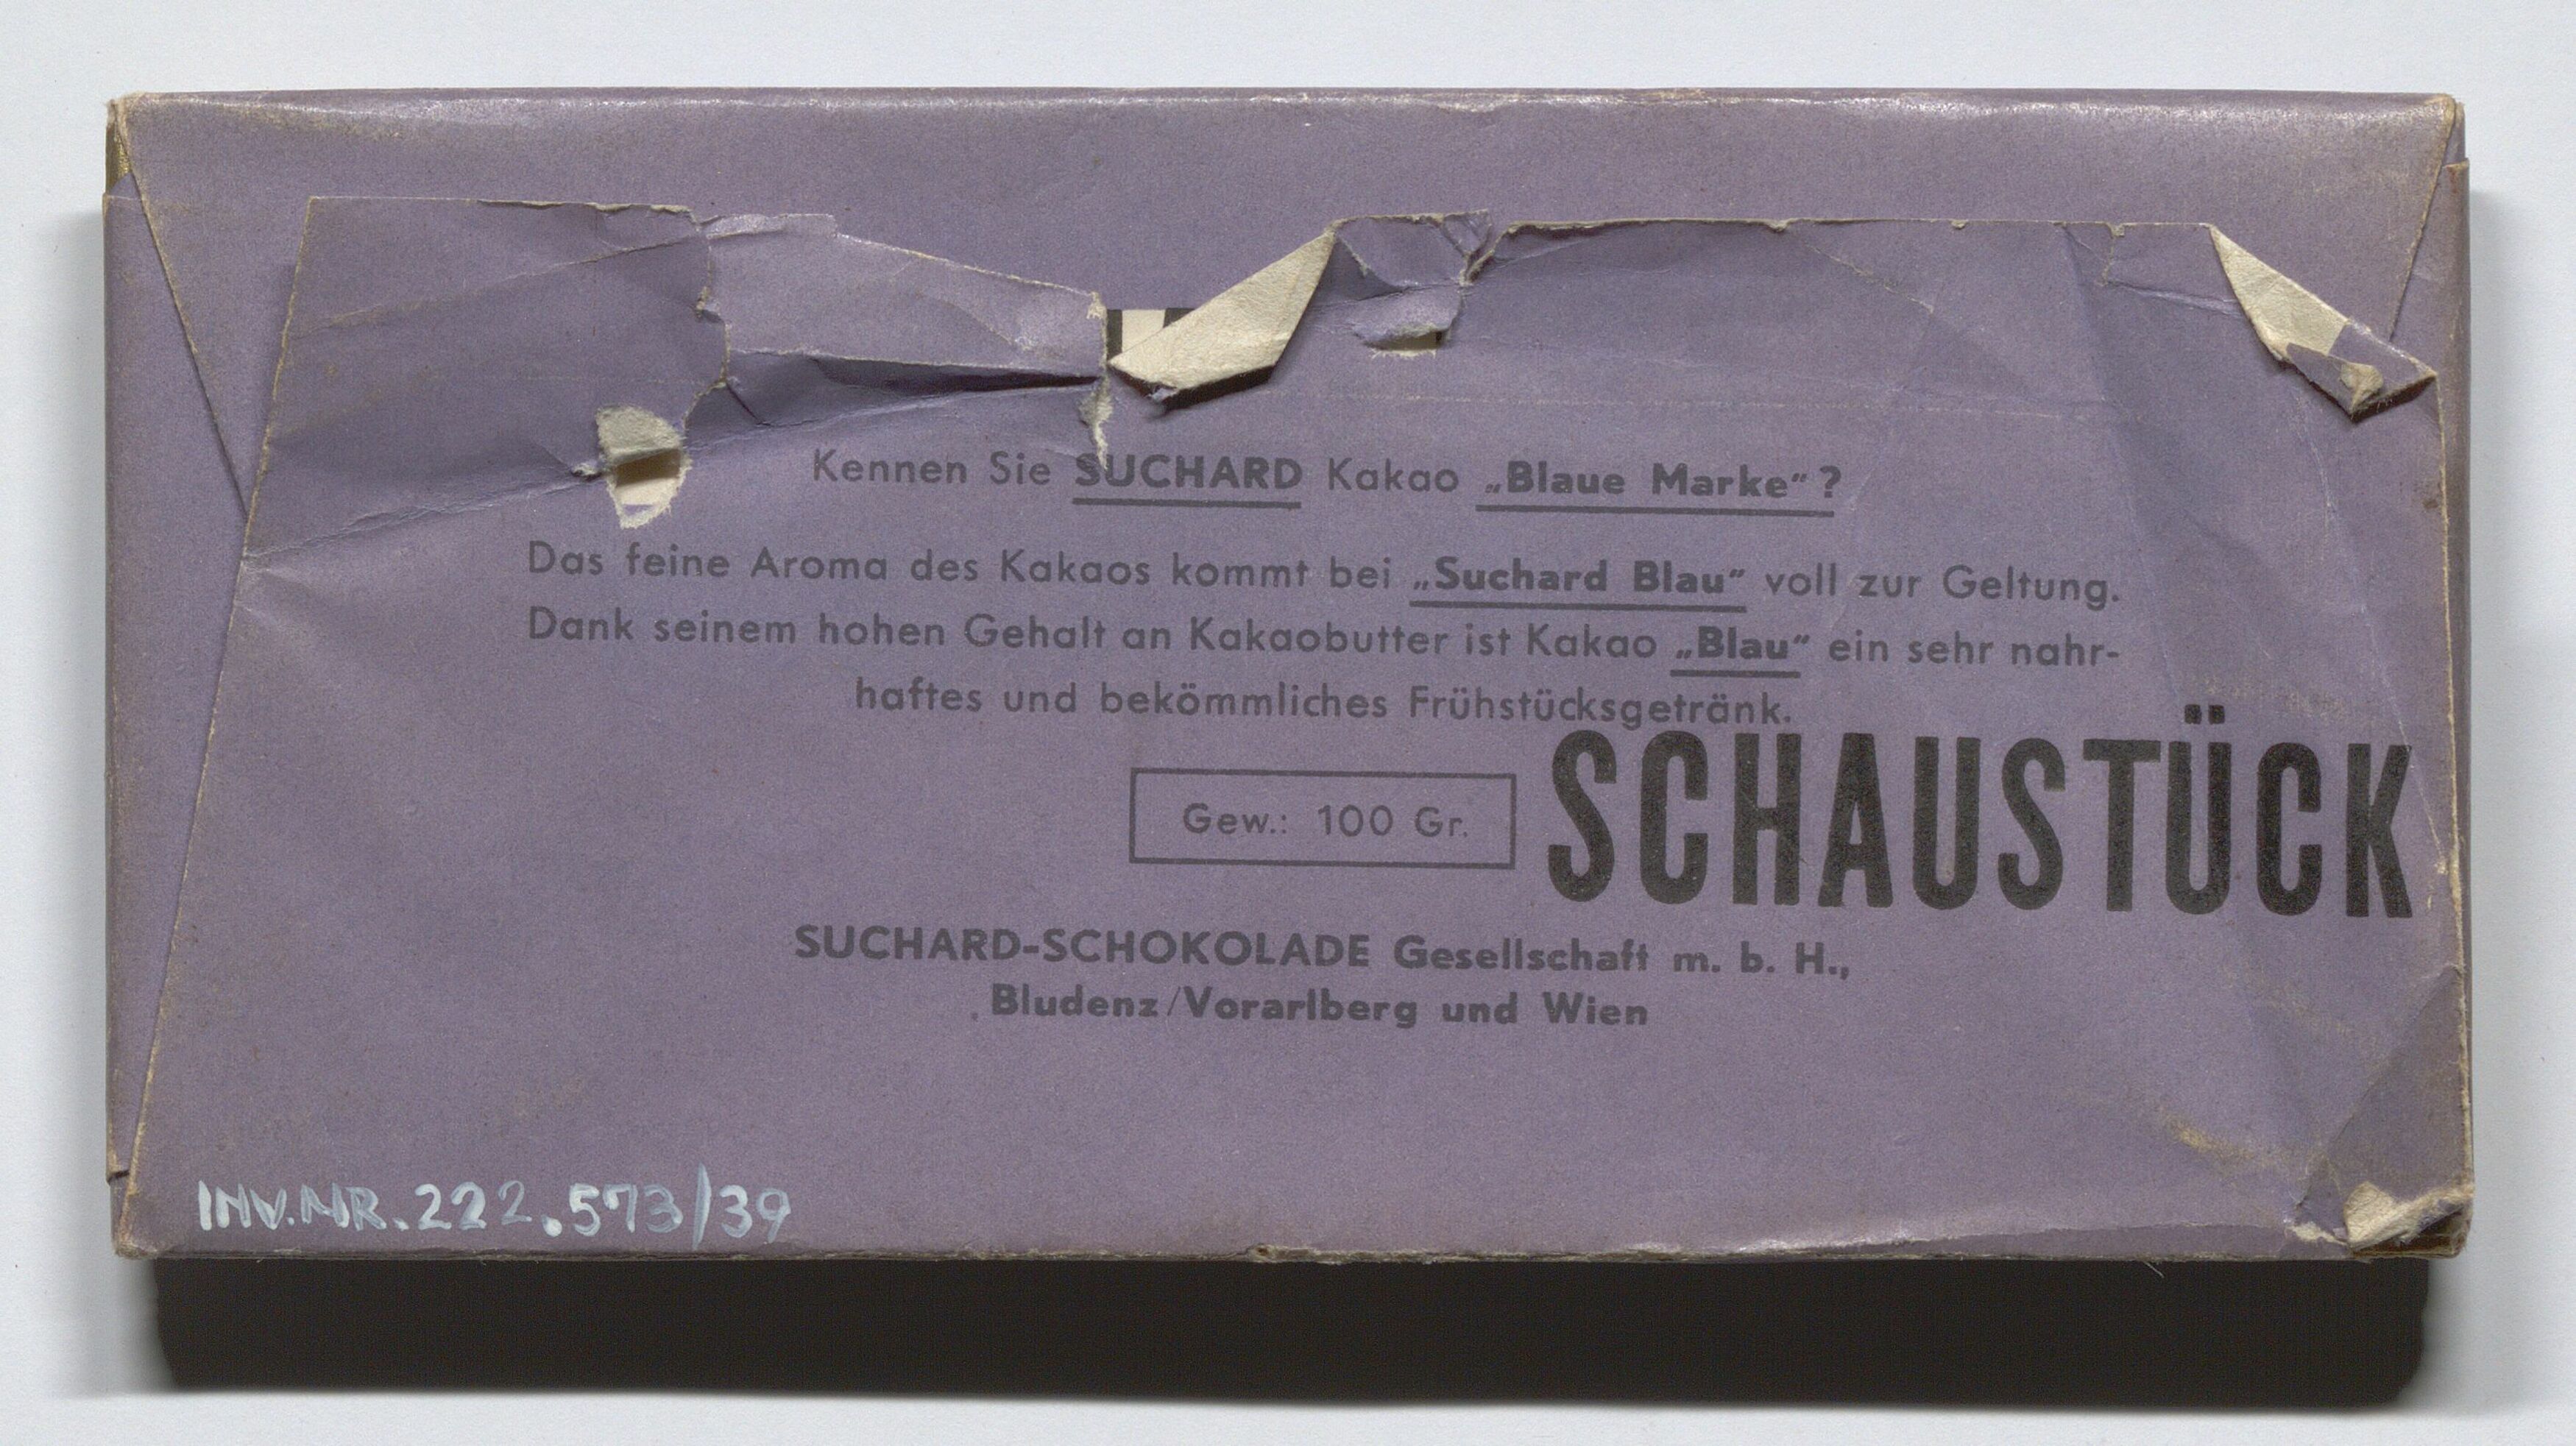 Kennen Sie SUCHARD Kakao „Blaue Marke“?
Das feine Aroma des Kakaos kommt bei „Suchard Blau“ voll zur Geltung.
Dank seinem hohen Gehalt an Kakaobutter ist Kakao „Blau“ ein sehr nahr-
haftes und bekömmliches Frühstücksgetränk.
Gew.: 100 Gr.
SCHAUSTÜCK
SUCHARD-SCHOKOLADE Gesellschaft m. b. H.,
Bludenz/Vorarlberg und Wien
INV.NR.222.573/39